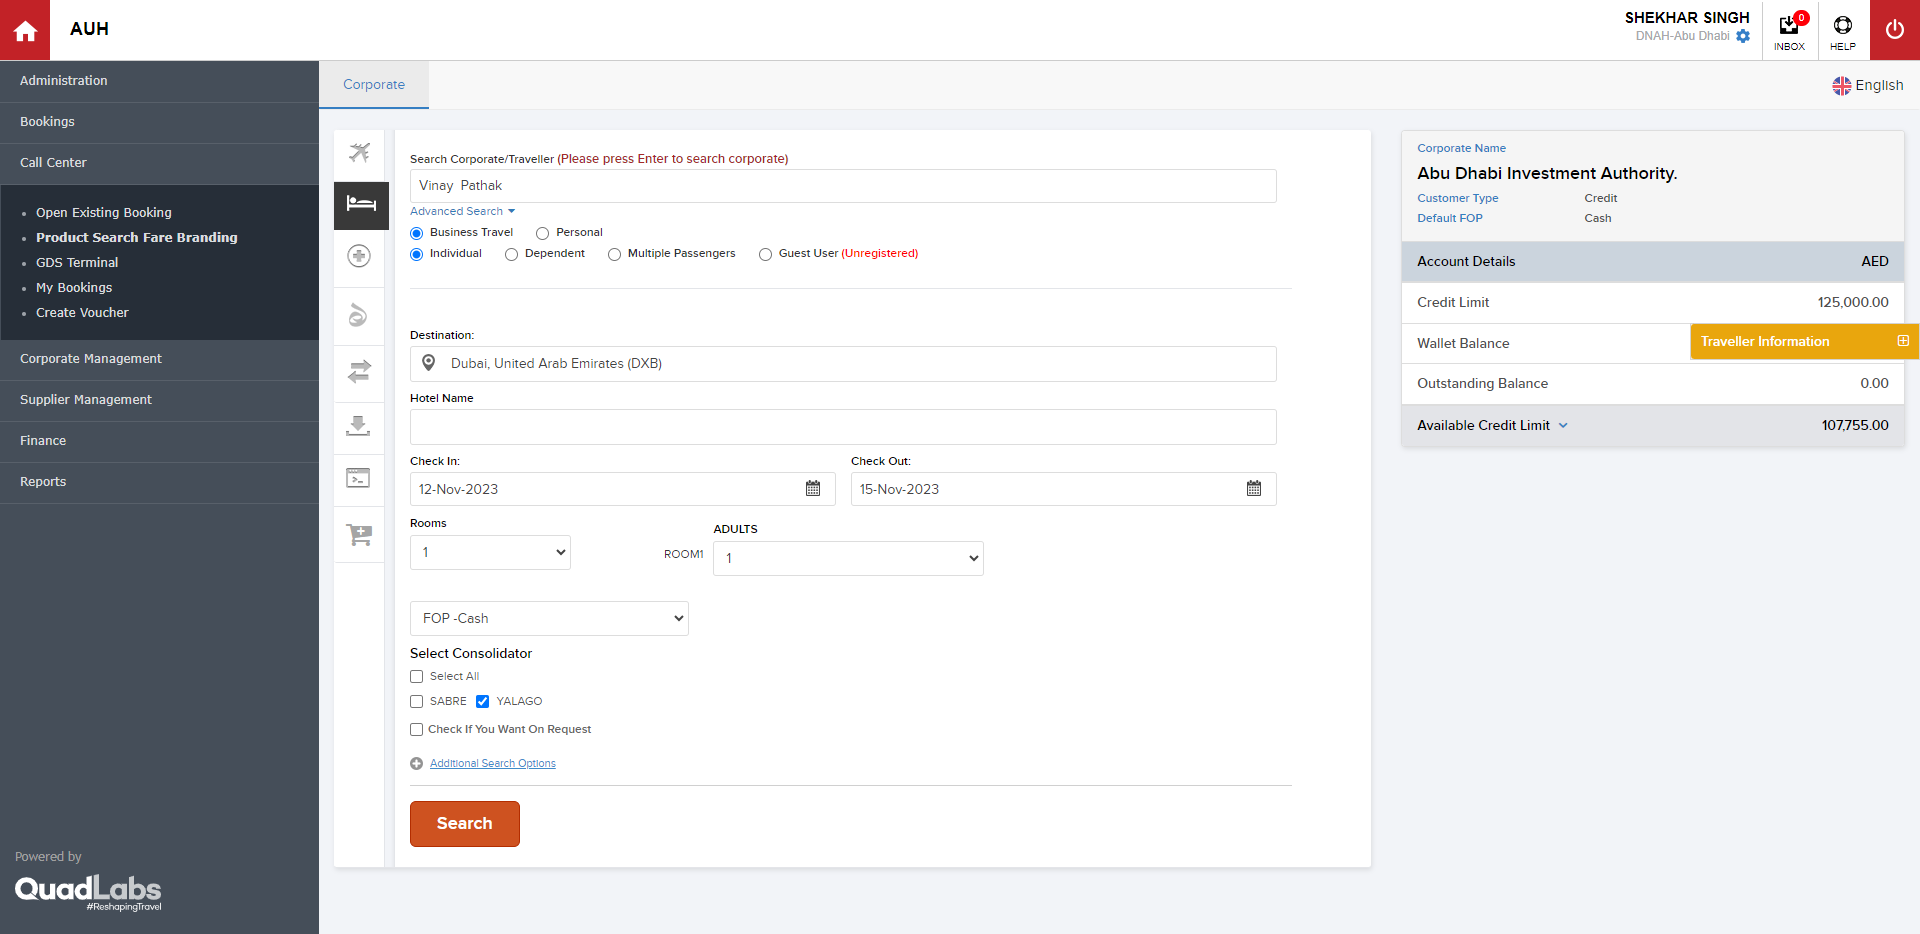 AUH
SHEKHAR SINGH
DNAH-Abu Dhabi
0
INBOX
HELP
Administration
Bookings
Call Center
Open Existing Booking
Product Search Fare Branding
GDS Terminal
My Bookings
Create Voucher
Corporate Management
Supplier Management
Finance
Reports
Powered by
QuadLabs
#ReshapingTravel
Corporate
English
Search Corporate/Traveller (Please press Enter to search corporate)
Vinay Pathak
Advanced Search
Business Travel Personal
Individual Dependent Multiple Passengers Guest User (Unregistered)
Destination:
Dubai, United Arab Emirates (DXB)
Hotel Name
Check In: Check Out:
12-Nov-2023 15-Nov-2023
Rooms ADULTS
1 ROOM1 1
FOP -Cash
Select Consolidator
Select All
SABRE YALAGO
Check If You Want On Request
Additional Search Options
Search
Corporate Name
Abu Dhabi Investment Authority.
Customer Type Credit
Default FOP Cash
Account Details AED
Credit Limit 125,000.00
Wallet Balance
Traveller Information
Outstanding Balance 0.00
Available Credit Limit 107,755.00